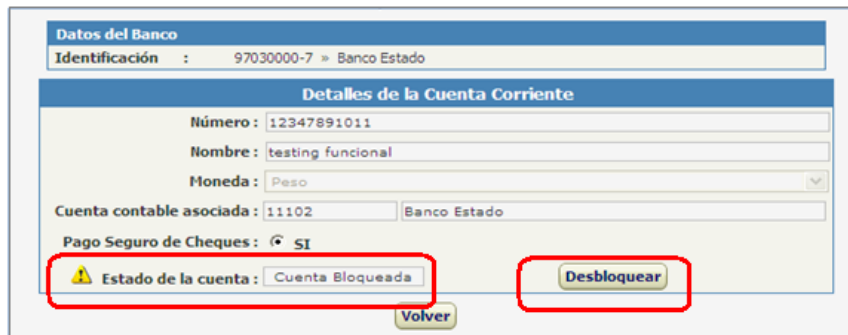 Datos del Banco
Identificación : 97030000-7 » Banco Estado
Detalles de la Cuenta Corriente
Número : 12347891011
Nombre : testing funcional
Moneda : Peso
Cuenta contable asociada : 11102 Banco Estado
Pago Seguro de Cheques : SI
Estado de la cuenta : Cuenta Bloqueada Desbloquear
Volver